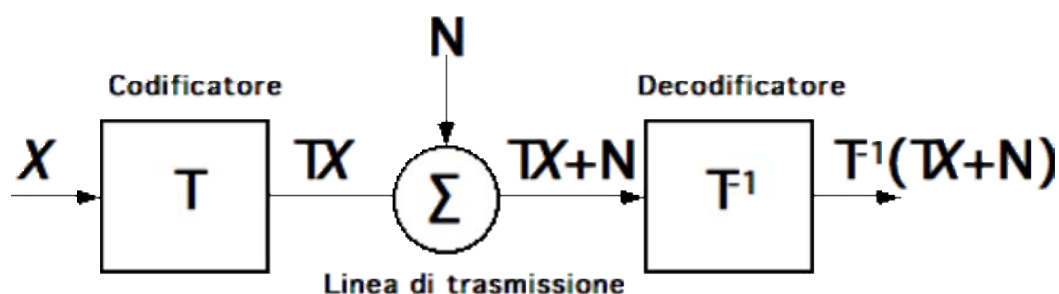 N
Codificatore
Decodificatore
X
T
TX
Σ
TX+N
T⁻¹
T⁻¹(TX+N)
Linea di trasmissione